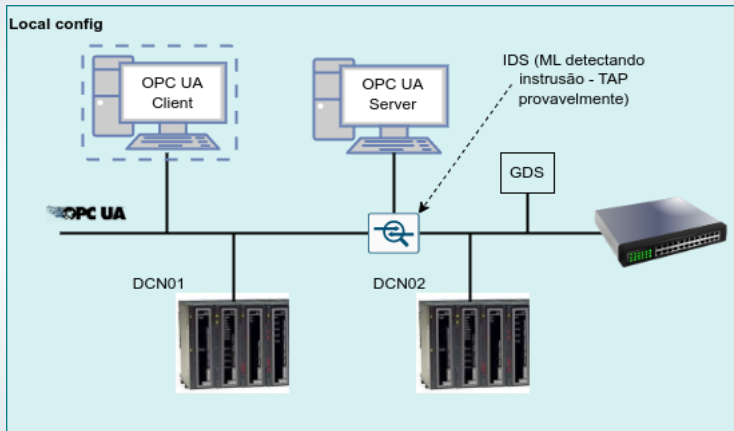 Local config
OPC UA
Client
OPC UA
Server
IDS (ML detectando
instrusão - TAP
provavelmente)
GDS
OPC UA
DCN01
DCN02